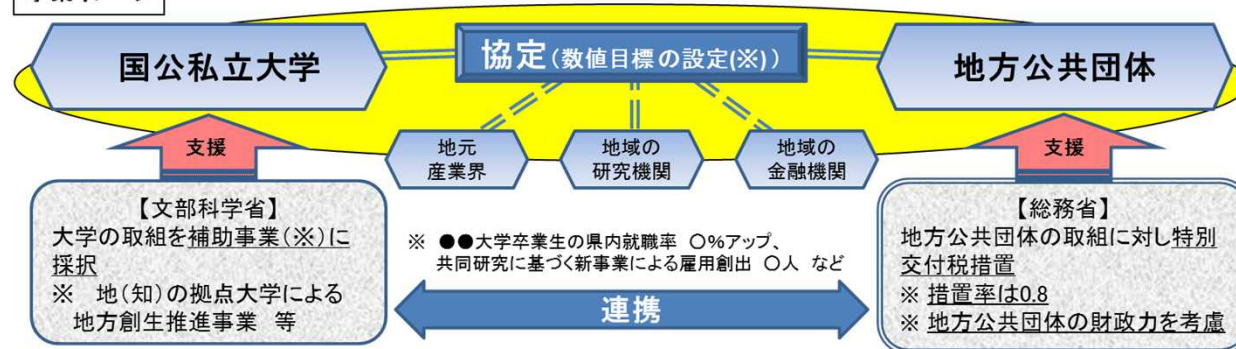 国公私立大学
協定(数値目標の設定(※))
地方公共団体
支援
地元
産業界
地域の
研究機関
地域の
金融機関
支援
【文部科学省】
大学の取組を補助事業(※)に
採択
※ 地(知)の拠点大学による
地方創生推進事業 等
※ ●●大学卒業生の県内就職率 〇%アップ、
共同研究に基づく新事業による雇用創出 〇人 など
連携
【総務省】
地方公共団体の取組に対し特別
交付税措置
※ 措置率は0.8
※ 地方公共団体の財政力を考慮